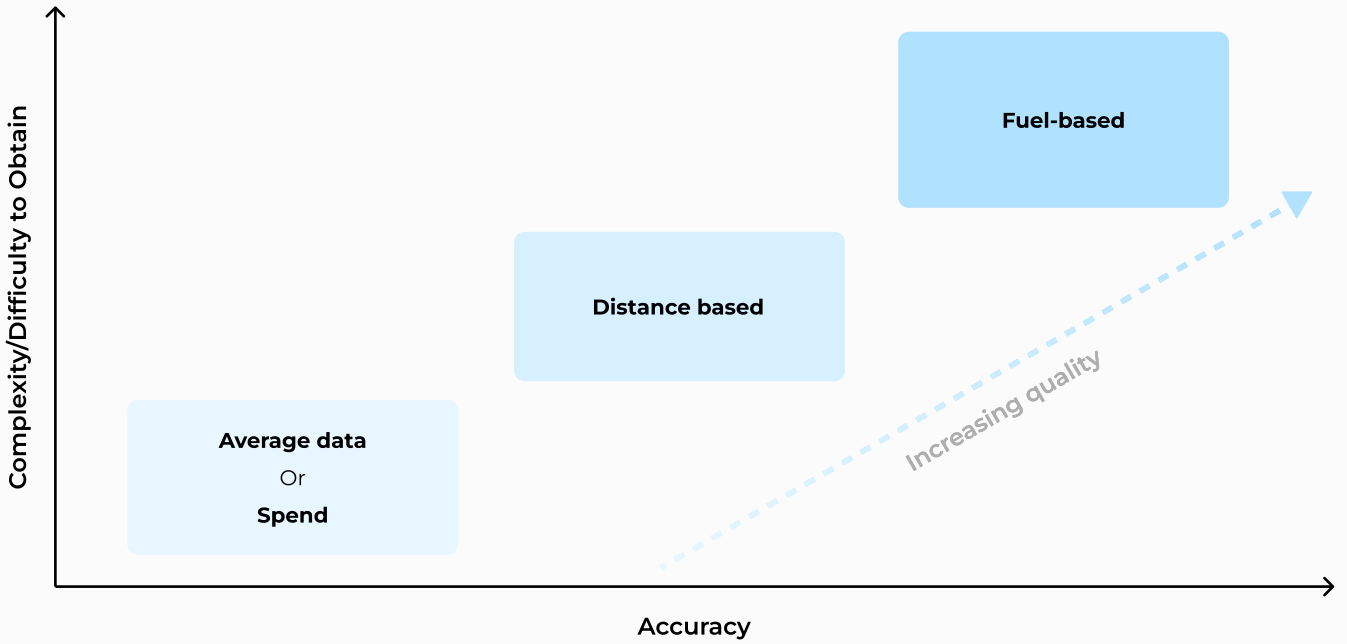 Complexity/Difficulty to Obtain
Fuel-based
Distance based
Average data
Or
Spend
Increasing quality
Accuracy